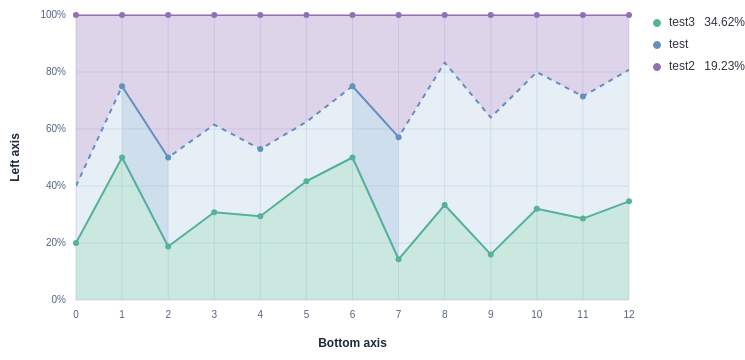 100%
80%
60%
40%
20%
0%
Left axis
0 1 2 3 4 5 6 7 8 9 10 11 12
Bottom axis
test3 34.62%
test
test2 19.23%